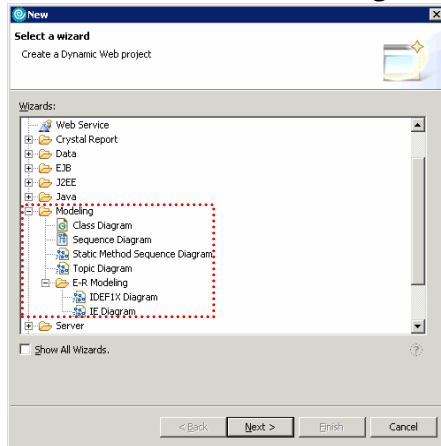 New
Select a wizard
Create a Dynamic Web project
Wizards:
Web Service
Crystal Report
Data
EJB
J2EE
Java
Modeling
Class Diagram
Sequence Diagram
Static Method Sequence Diagram
Topic Diagram
E-R Modeling
IDEF1X Diagram
IE Diagram
Server
Show All Wizards.
< Back Next > Finish Cancel